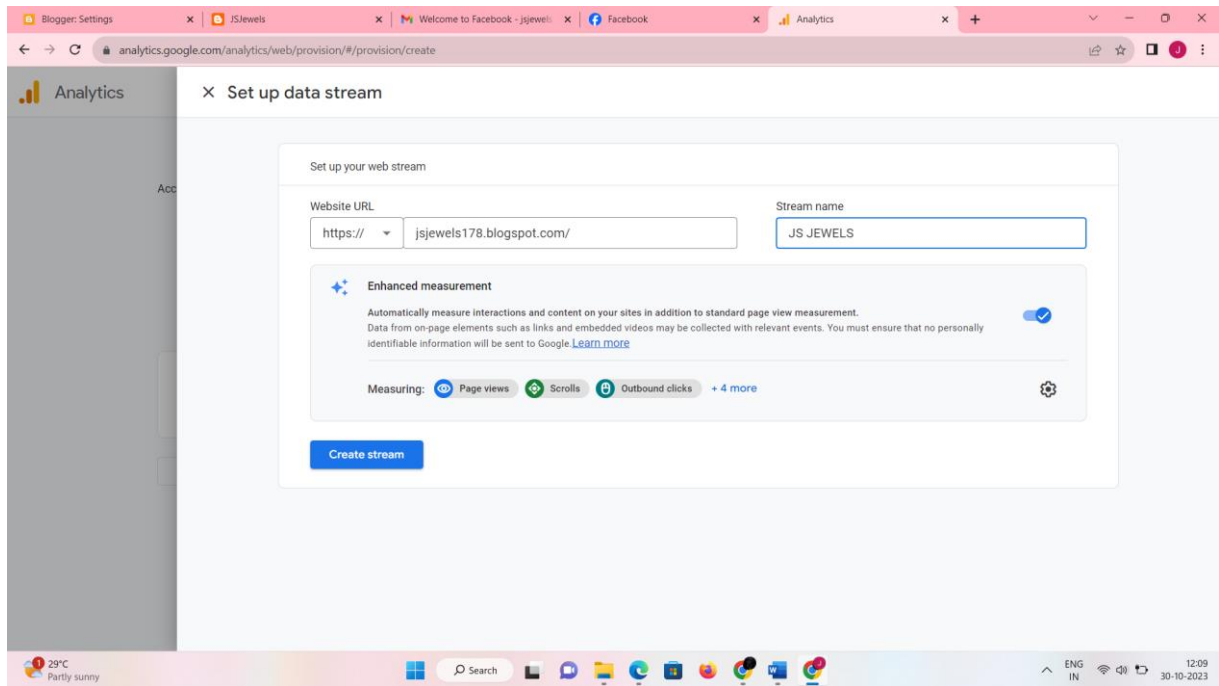 Blogger: Settings
JSJewels
Welcome to Facebook - jsjewels
Facebook
Analytics
analytics.google.com/analytics/web/provision/#/provision/create
J
Analytics
Set up data stream
Acc
Set up your web stream
Website URL
Stream name
https://
jsjewels178.blogspot.com/
JS JEWELS
Enhanced measurement
Automatically measure interactions and content on your sites in addition to standard page view measurement.
Data from on-page elements such as links and embedded videos may be collected with relevant events. You must ensure that no personally
identifiable information will be sent to Google.Learn more
Measuring: Page views Scrolls Outbound clicks + 4 more
Create stream
29°C
Partly sunny
Search
ENG
IN
12:09
30-10-2023